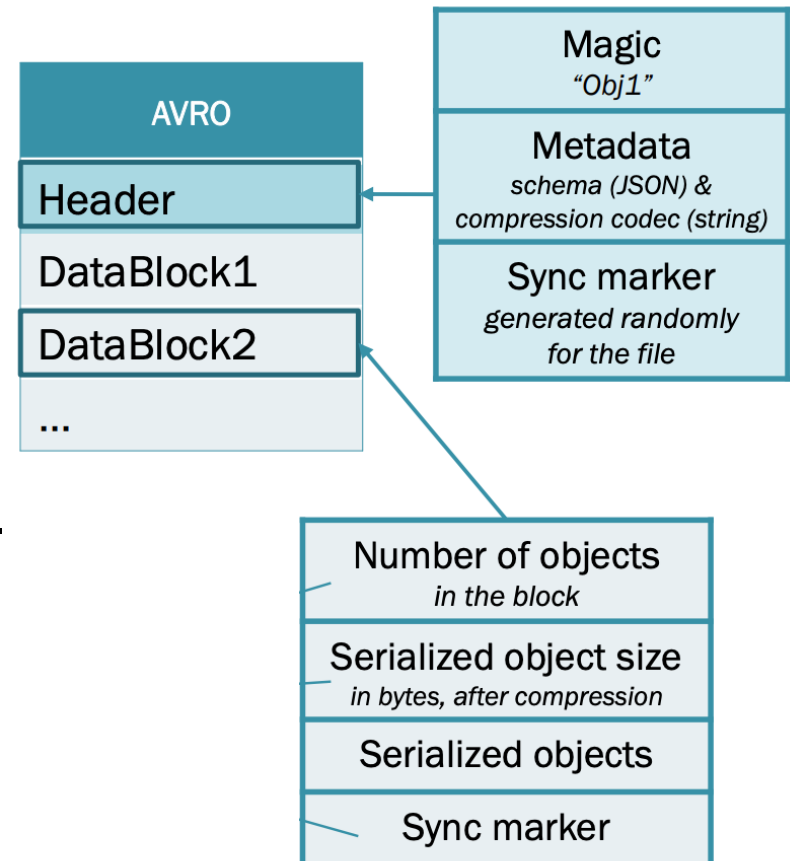 AVRO
Header
DataBlock1
DataBlock2
...
Magic
“Obj1”
Metadata
schema (JSON) &
compression codec (string)
Sync marker
generated randomly
for the file
Number of objects
in the block
Serialized object size
in bytes, after compression
Serialized objects
Sync marker